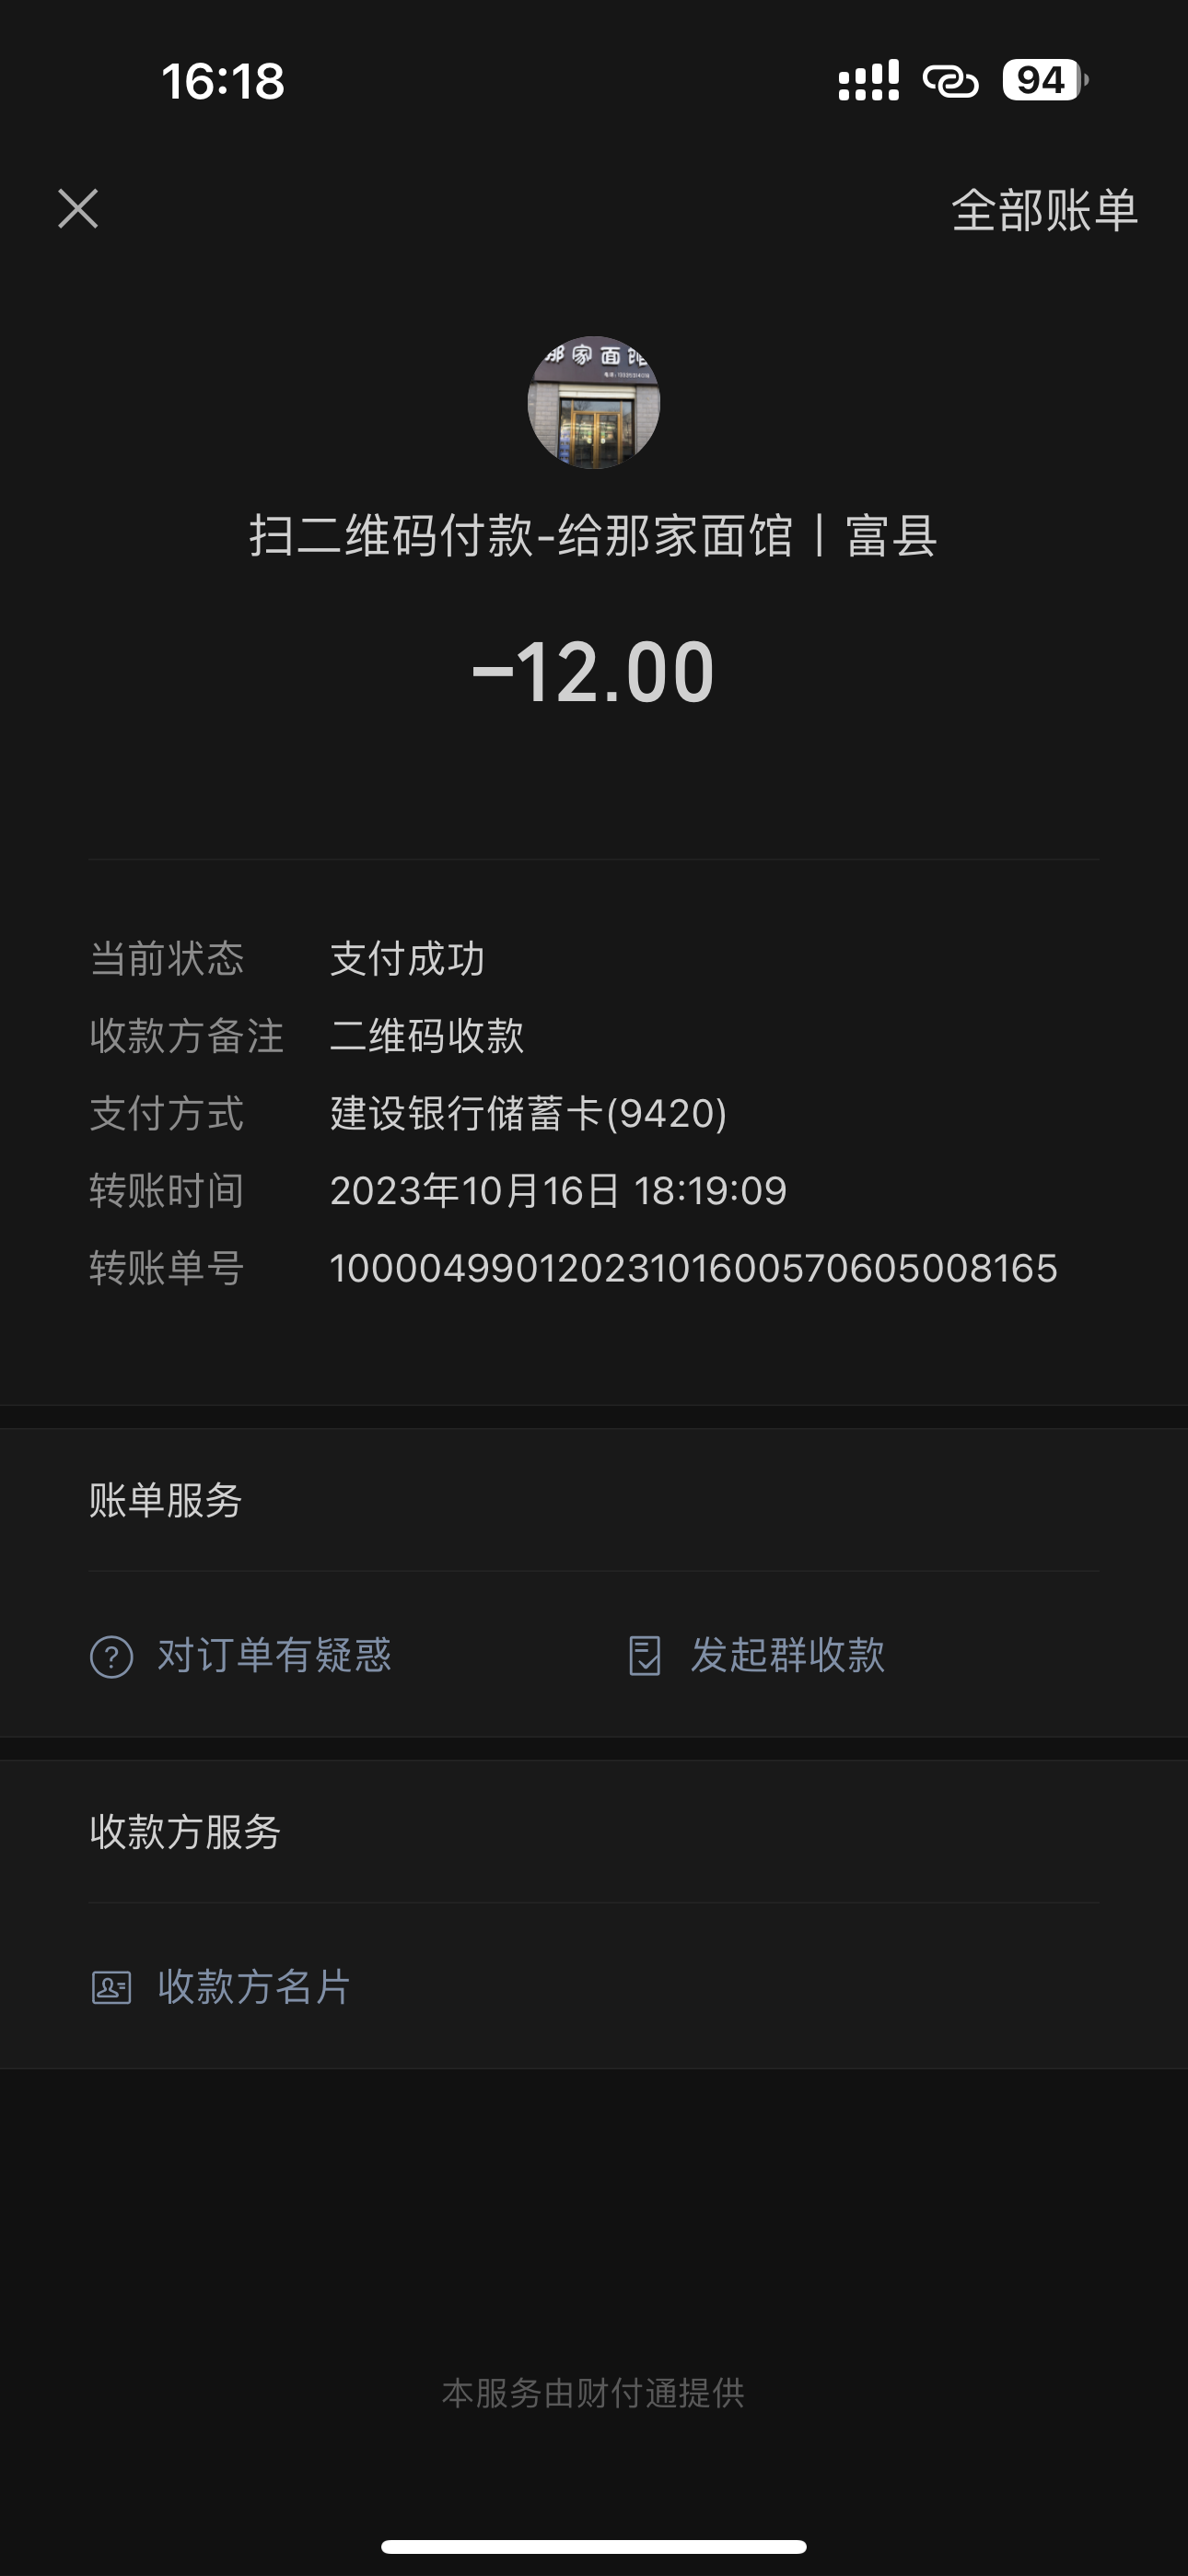 16:18
94
全部账单
那家面馆
扫二维码付款-给那家面馆丨富县
-12.00
当前状态 支付成功
收款方备注 二维码收款
支付方式 建设银行储蓄卡(9420)
转账时间 2023年10月16日 18:19:09
转账单号 10000499012023101600570605008165
账单服务
对订单有疑惑 发起群收款
收款方服务
收款方名片
本服务由财付通提供